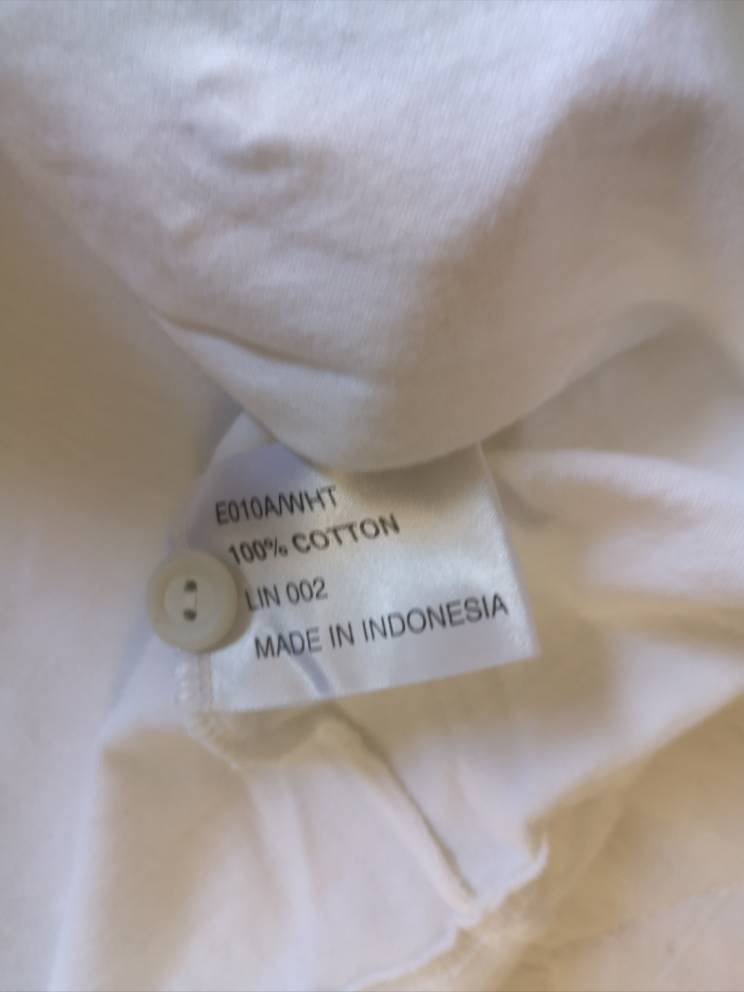 E010A/WHT
100% COTTON
LIN 002
MADE IN INDONESIA